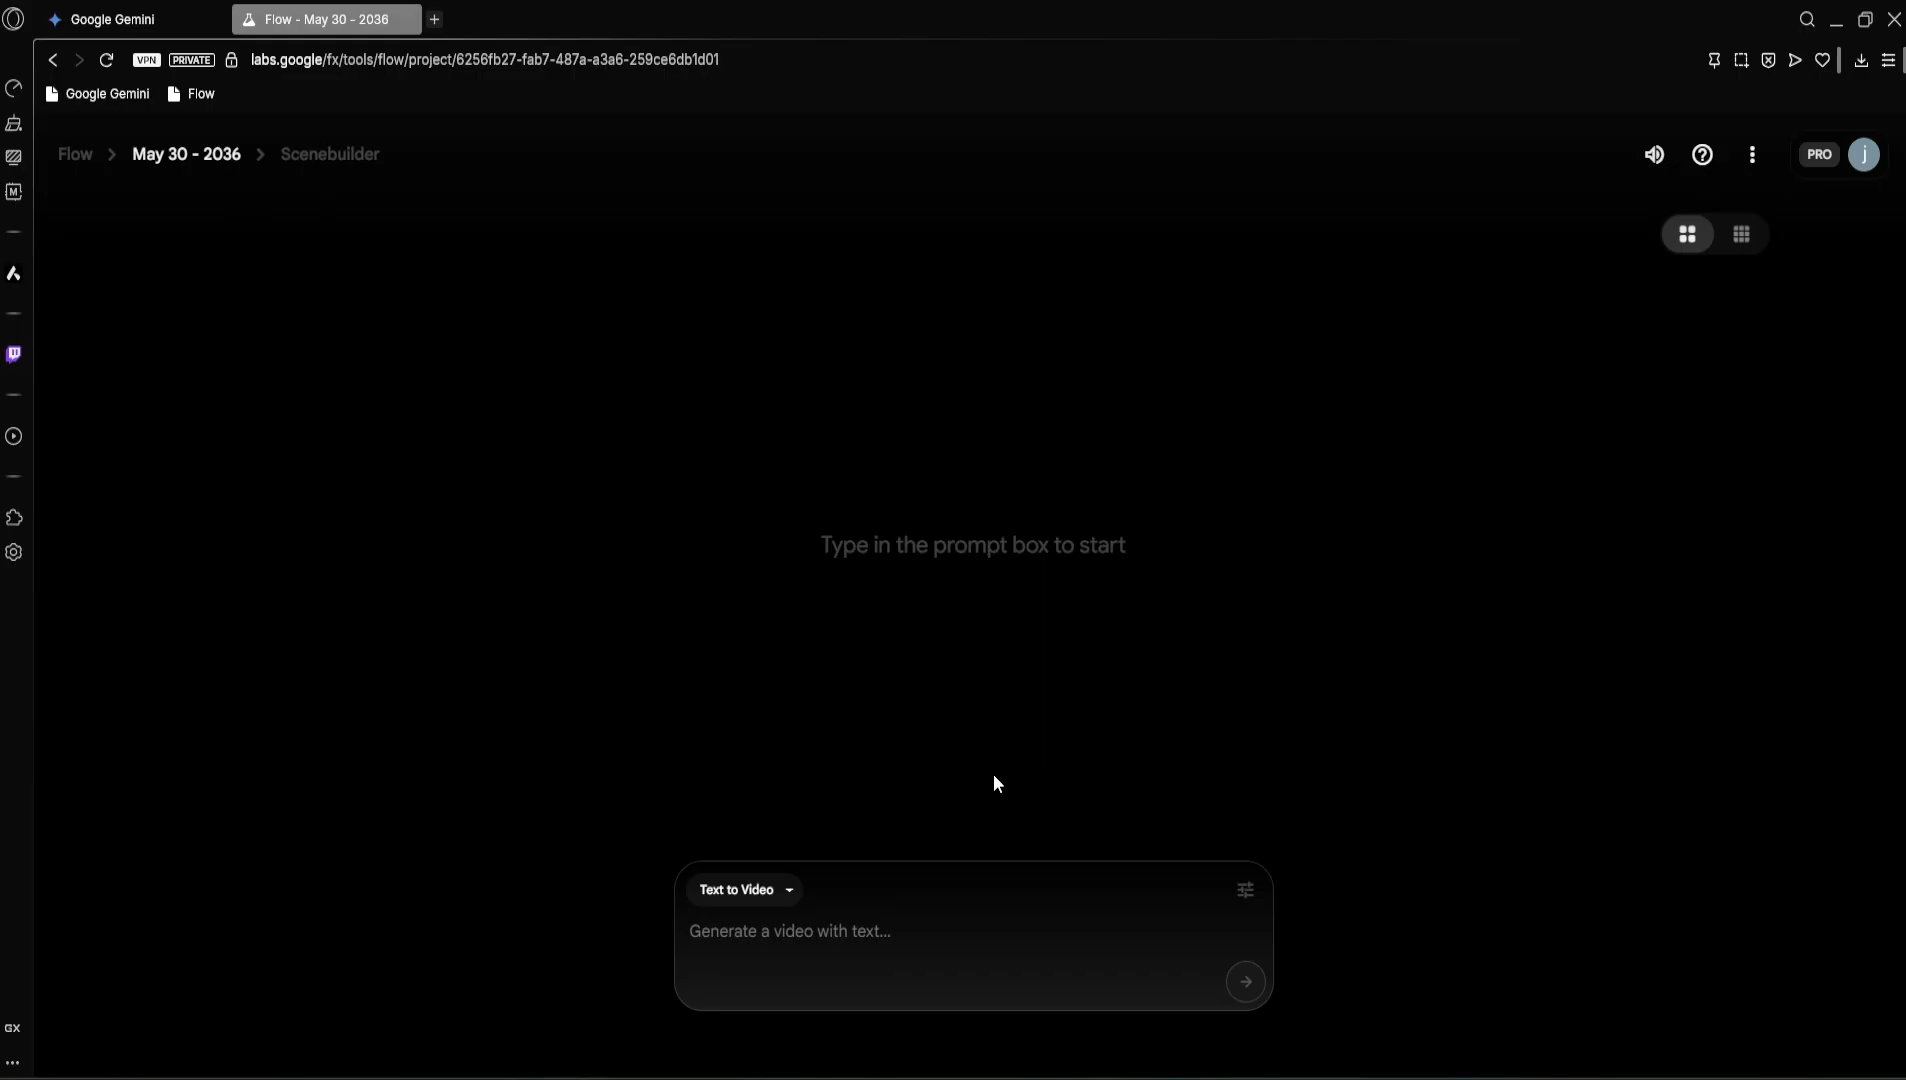 Google Gemini
Flow - May 30 - 2036
VPN PRIVATE labs.google/fx/tools/flow/project/6256fb27-fab7-487a-a3a6-259ce6db1d01
Google Gemini Flow
Flow > May 30 - 2036 > Scenebuilder
PRO j
M
Type in the prompt box to start
Text to Video
Generate a video with text...
GX